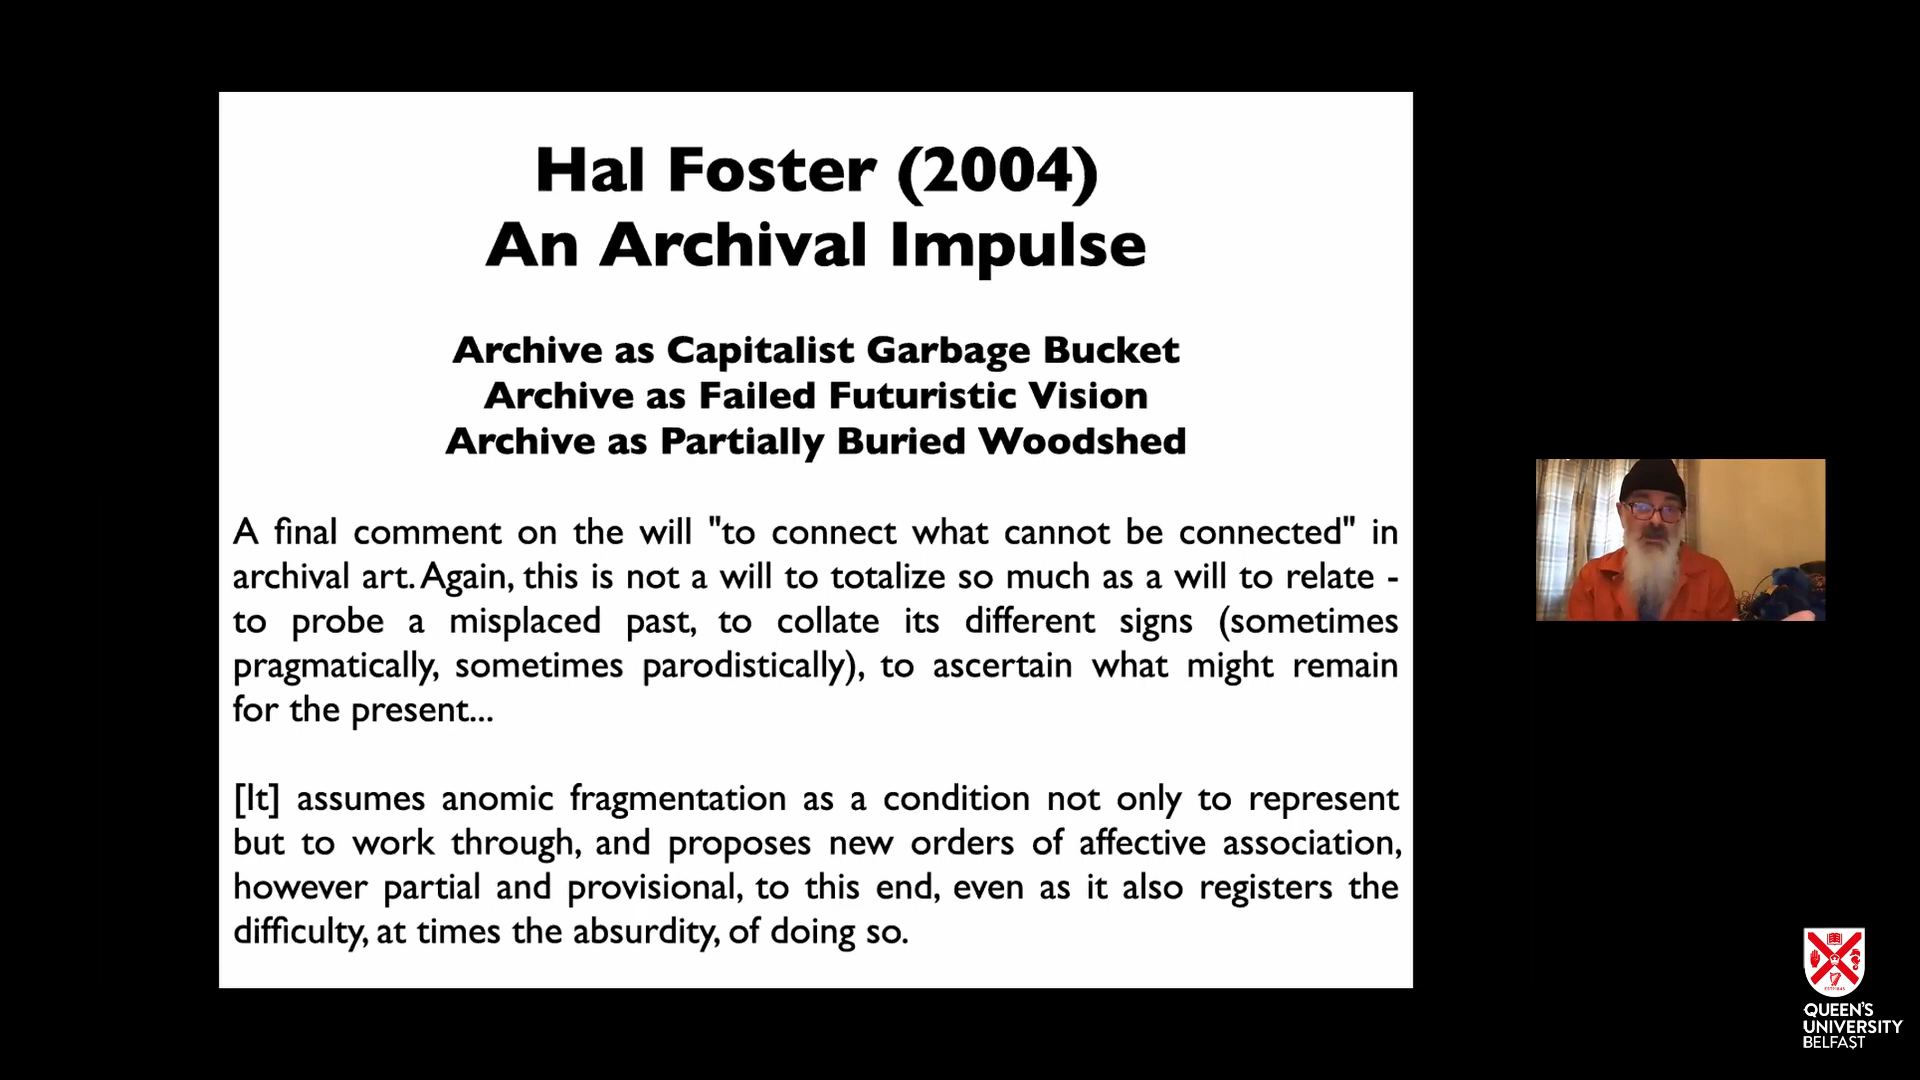 Hal Foster (2004)
An Archival Impulse
Archive as Capitalist Garbage Bucket
Archive as Failed Futuristic Vision
Archive as Partially Buried Woodshed
A final comment on the will "to connect what cannot be connected" in
archival art. Again, this is not a will to totalize so much as a will to relate -
to probe a misplaced past, to collate its different signs (sometimes
pragmatically, sometimes parodistically), to ascertain what might remain
for the present...
[It] assumes anomic fragmentation as a condition not only to represent
but to work through, and proposes new orders of affective association,
however partial and provisional, to this end, even as it also registers the
difficulty, at times the absurdity, of doing so.
QUEEN'S
UNIVERSITY
BELFAST